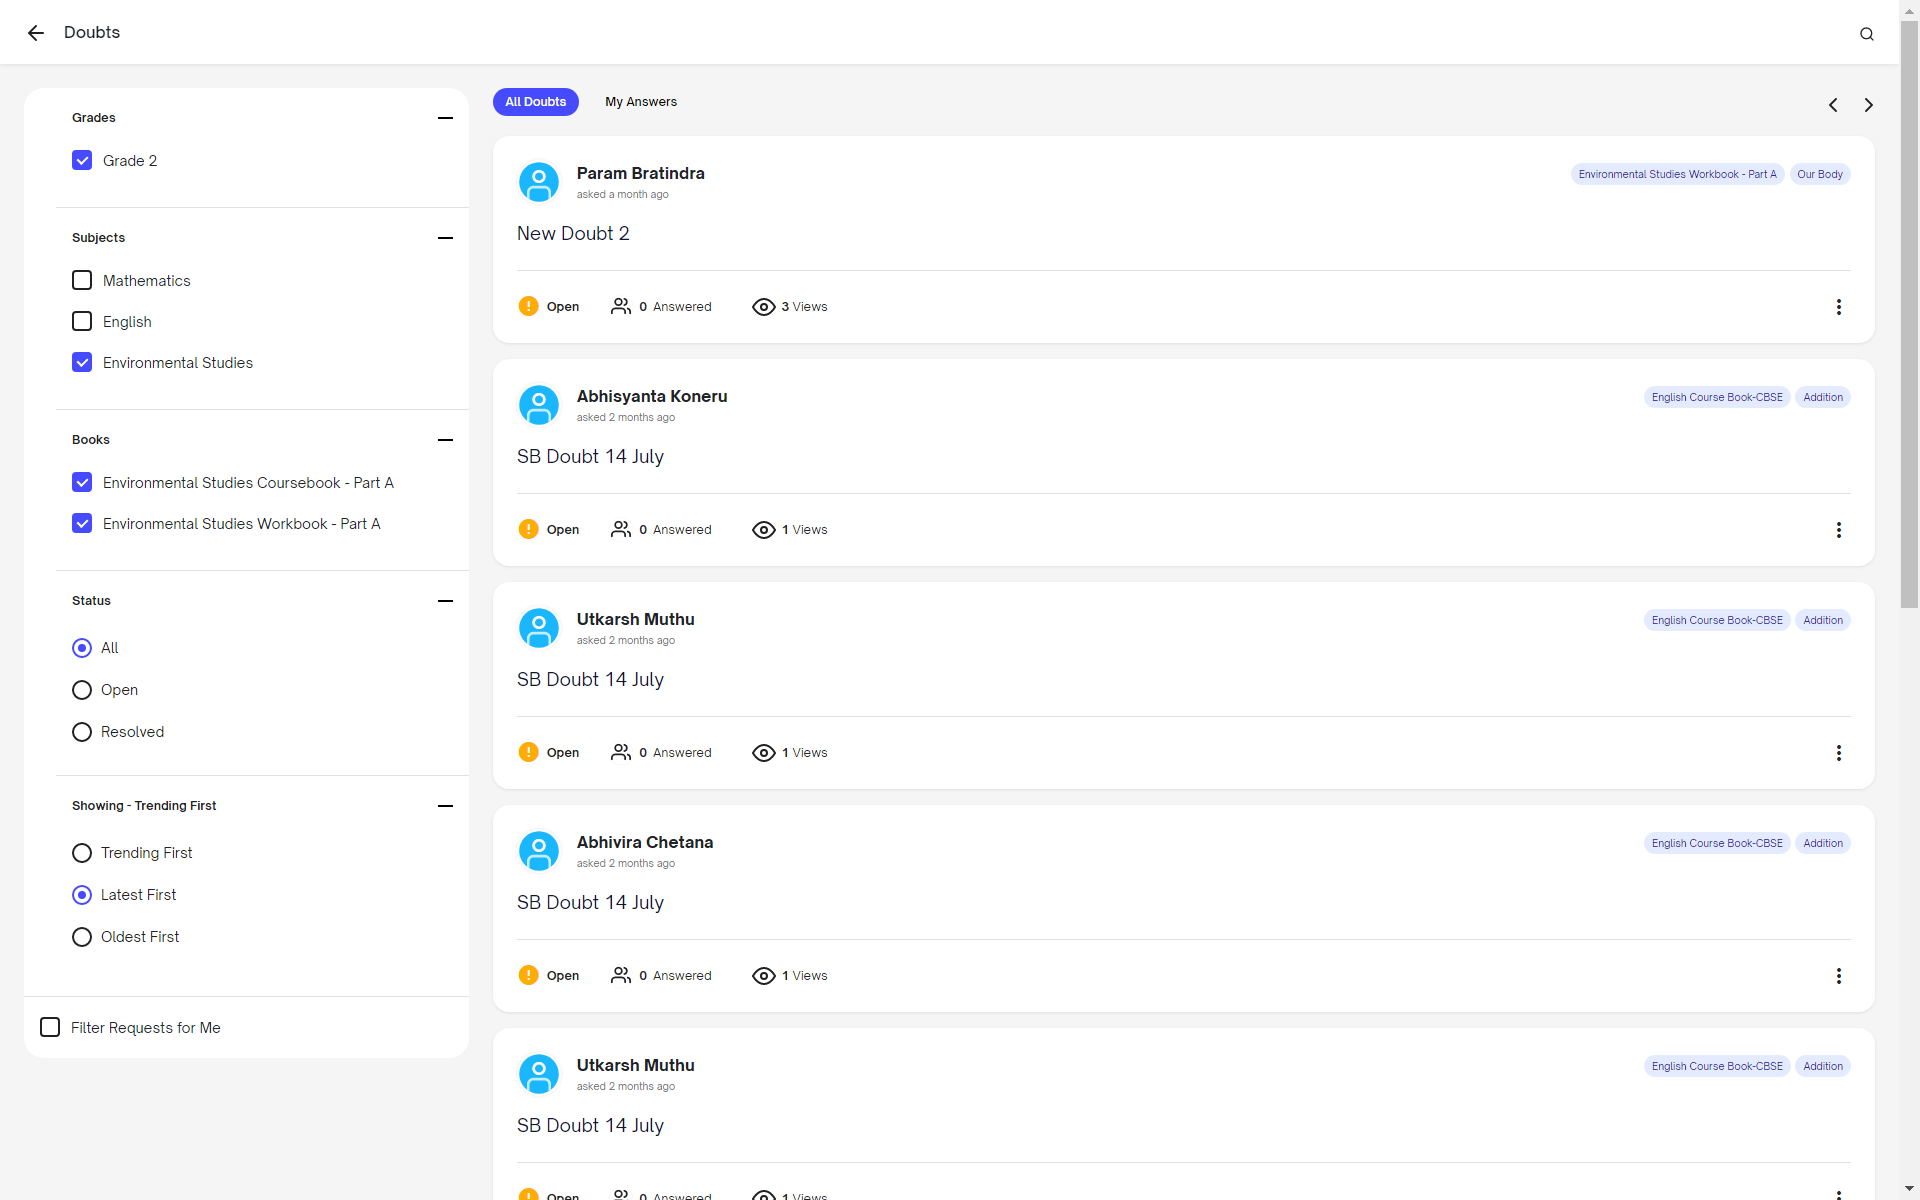 Doubts
Grades
Grade 2
Subjects
Mathematics
English
Environmental Studies
Books
Environmental Studies Coursebook - Part A
Environmental Studies Workbook - Part A
Status
All
Open
Resolved
Showing - Trending First
Trending First
Latest First
Oldest First
Filter Requests for Me
All Doubts My Answers
Param Bratindra
asked a month ago
Environmental Studies Workbook - Part A Our Body
New Doubt 2
Open 0 Answered 3 Views
Abhisyanta Koneru
asked 2 months ago
English Course Book-CBSE Addition
SB Doubt 14 July
Open 0 Answered 1 Views
Utkarsh Muthu
asked 2 months ago
English Course Book-CBSE Addition
SB Doubt 14 July
Open 0 Answered 1 Views
Abhivira Chetana
asked 2 months ago
English Course Book-CBSE Addition
SB Doubt 14 July
Open 0 Answered 1 Views
Utkarsh Muthu
asked 2 months ago
English Course Book-CBSE Addition
SB Doubt 14 July
Open 0 Answered 1 Views